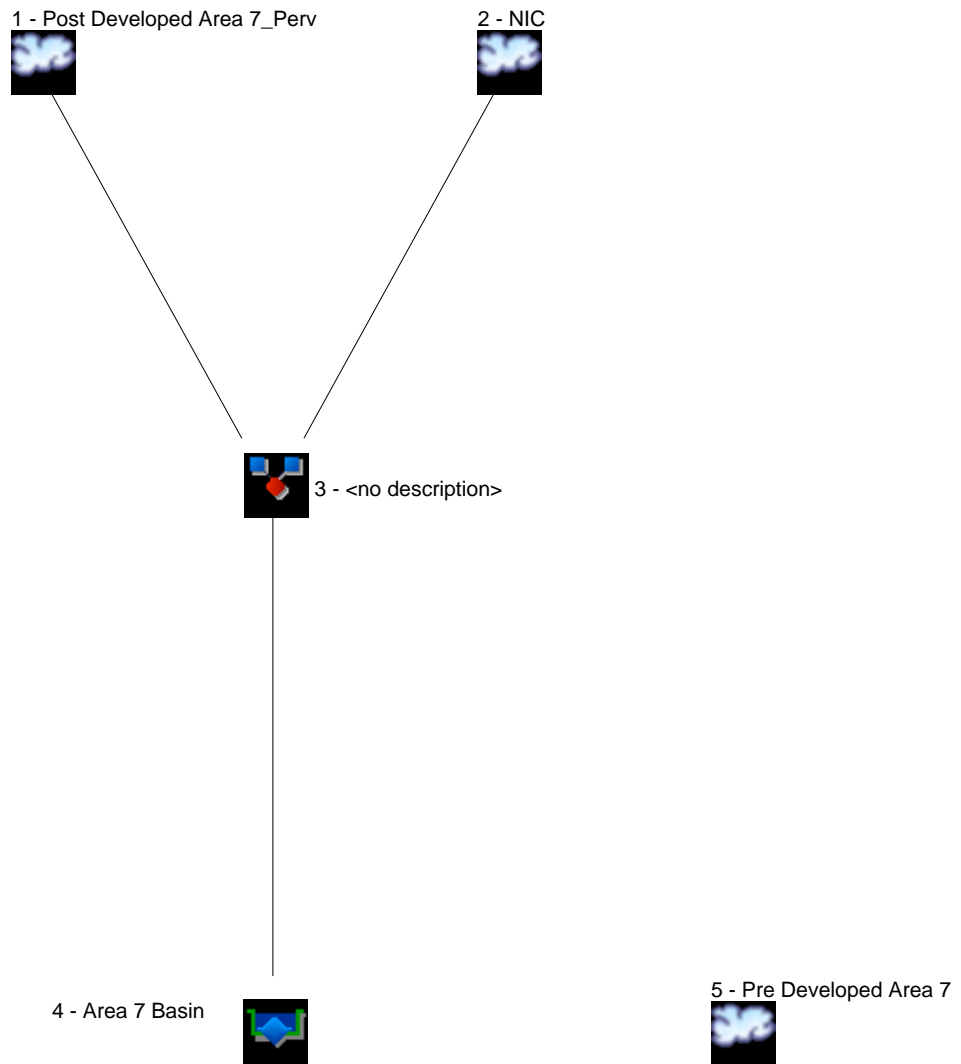 1 - Post Developed Area 7_Perv
2 - NIC
3 - <no description>
4 - Area 7 Basin
5 - Pre Developed Area 7